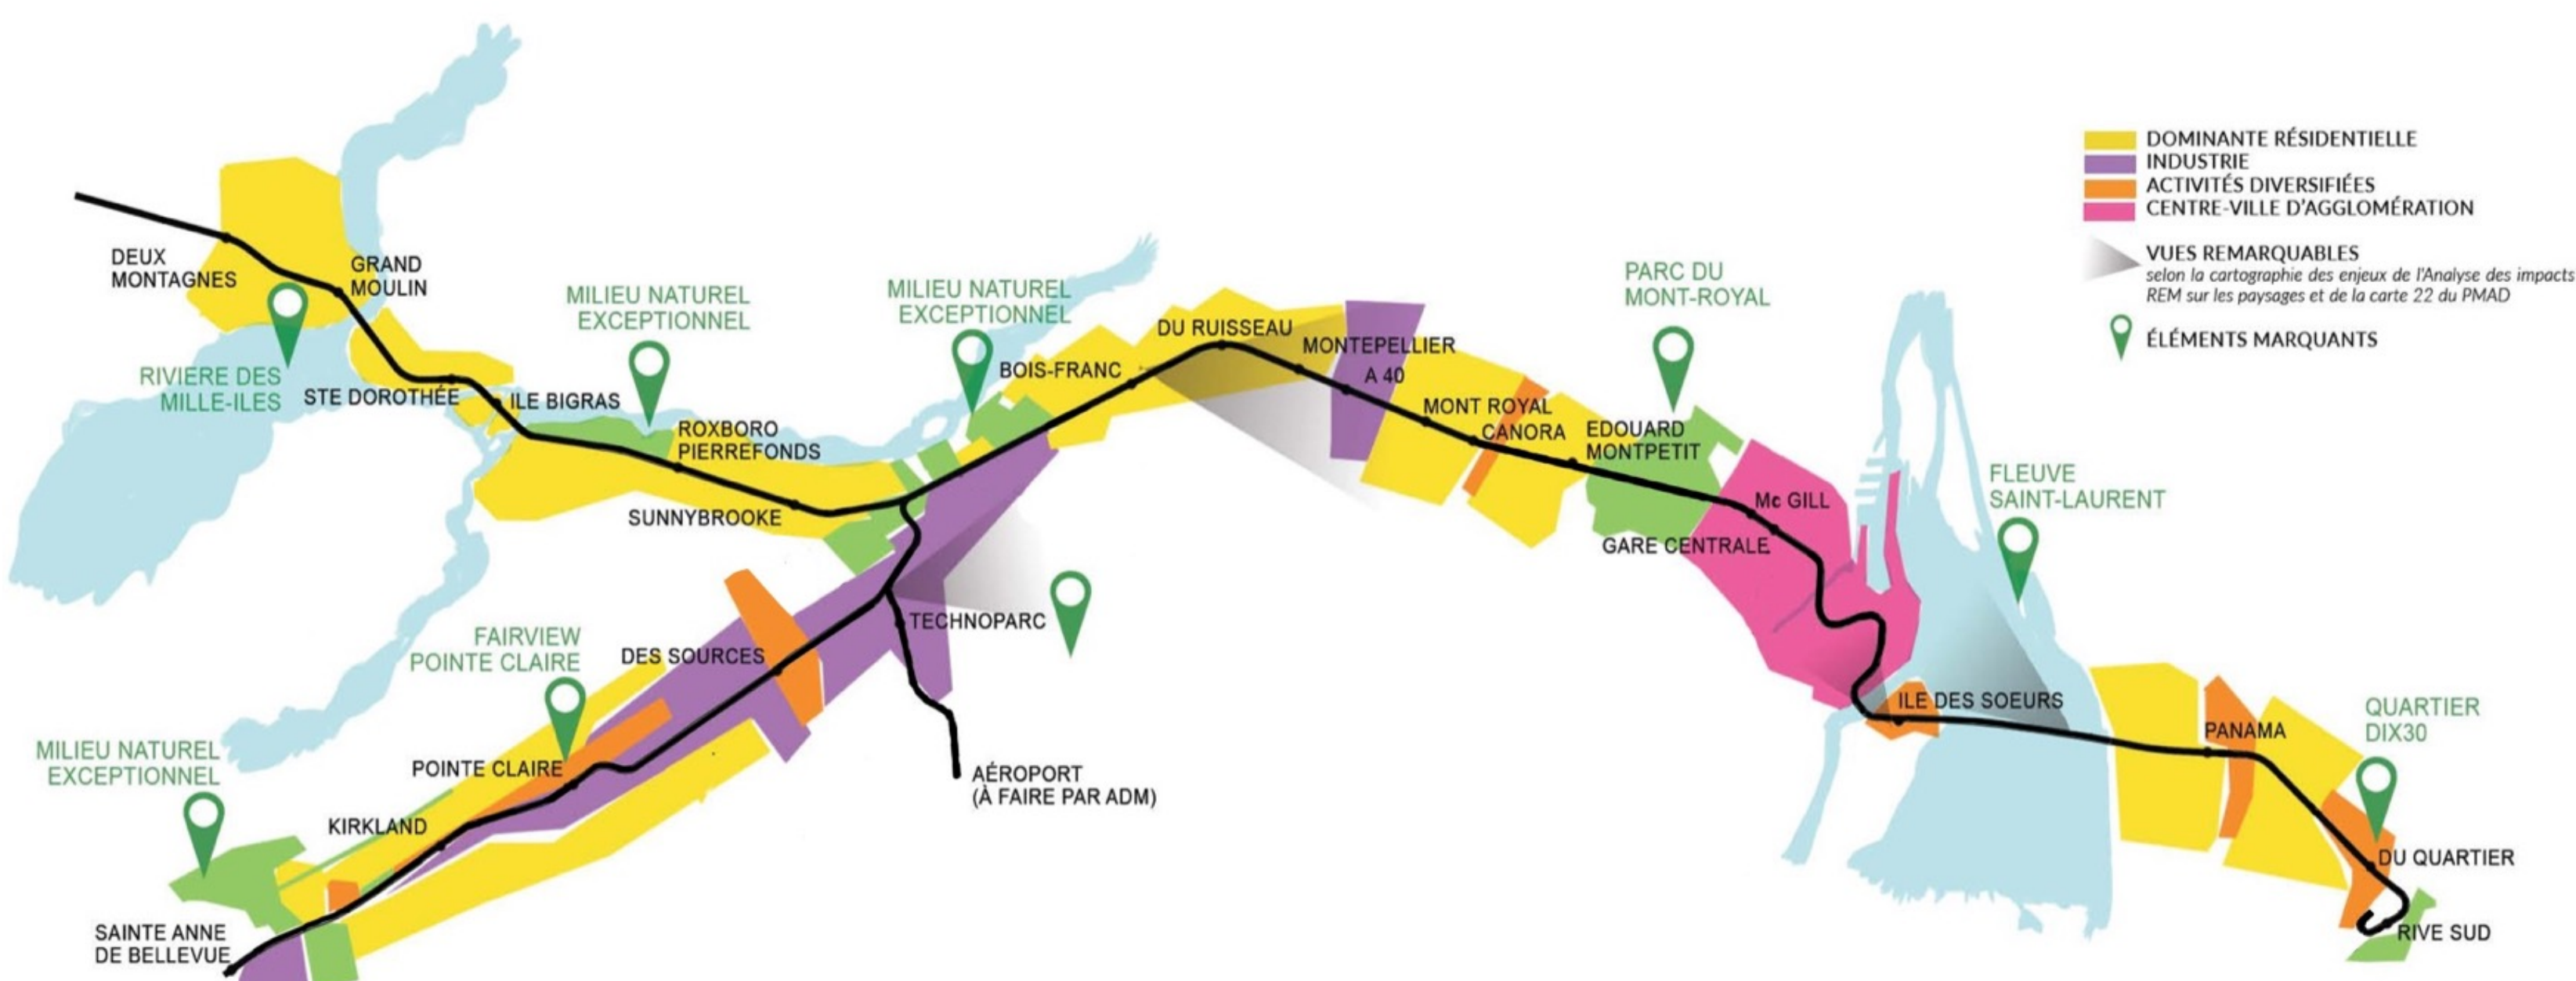 DOMINANTE RÉSIDENTIELLE
INDUSTRIE
ACTIVITÉS DIVERSIFIÉES
CENTRE-VILLE D'AGGLOMÉRATION
VUES REMARQUABLES
selon la cartographie des enjeux de l'Analyse des impacts
REM sur les paysages et de la carte 22 du PMAD
ÉLÉMENTS MARQUANTS
DEUX
MONTAGNES
GRAND
MOULIN
RIVIERE DES
MILLE-ILES
STE DOROTHÉE
ILE BIGRAS
MILIEU NATUREL
EXCEPTIONNEL
ROXBORO
PIERREFONDS
SUNNYBROOKE
MILIEU NATUREL
EXCEPTIONNEL
BOIS-FRANC
DU RUISSEAU
MONTEPELLIER
A 40
MONT ROYAL
CANORA
EDOUARD
MONTPETIT
PARC DU
MONT-ROYAL
Mc GILL
GARE CENTRALE
FLEUVE
SAINT-LAURENT
ILE DES SOEURS
PANAMA
QUARTIER
DIX30
DU QUARTIER
RIVE SUD
TECHNOPARC
AÉROPORT
(À FAIRE PAR ADM)
DES SOURCES
FAIRVIEW
POINTE CLAIRE
POINTE CLAIRE
KIRKLAND
MILIEU NATUREL
EXCEPTIONNEL
SAINTE ANNE
DE BELLEVUE